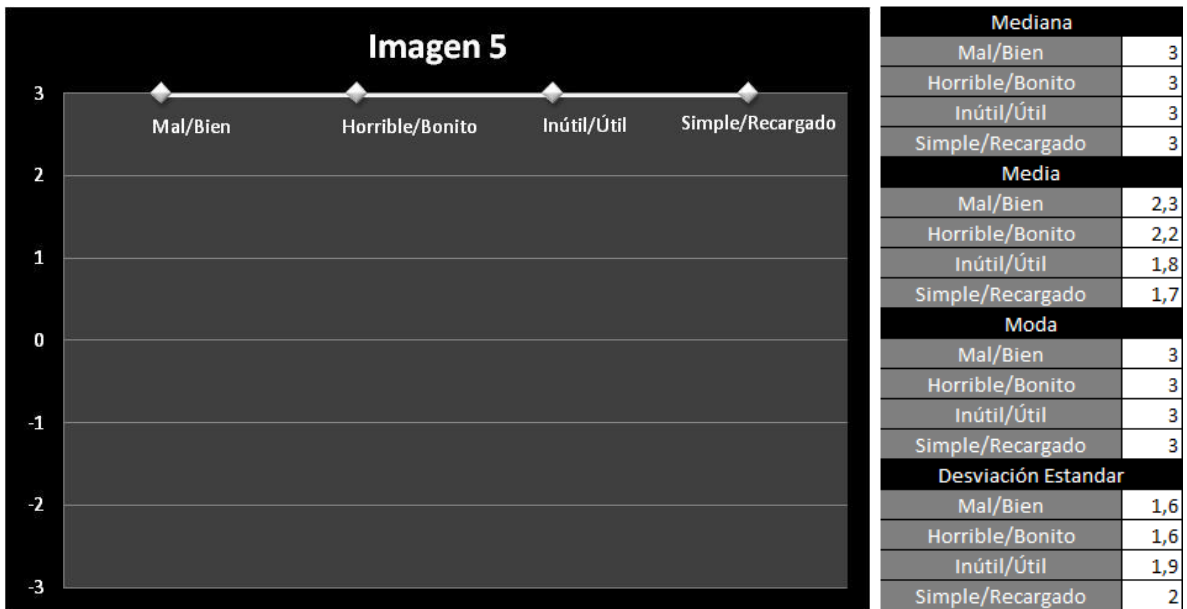 Imagen 5
3
Mal/Bien Horrible/Bonito Inútil/Útil Simple/Recargado
2
1
0
-1
-2
-3
Mediana
Mal/Bien 3
Horrible/Bonito 3
Inútil/Útil 3
Simple/Recargado 3
Media
Mal/Bien 2,3
Horrible/Bonito 2,2
Inútil/Útil 1,8
Simple/Recargado 1,7
Moda
Mal/Bien 3
Horrible/Bonito 3
Inútil/Útil 3
Simple/Recargado 3
Desviación Estandar
Mal/Bien 1,6
Horrible/Bonito 1,6
Inútil/Útil 1,9
Simple/Recargado 2